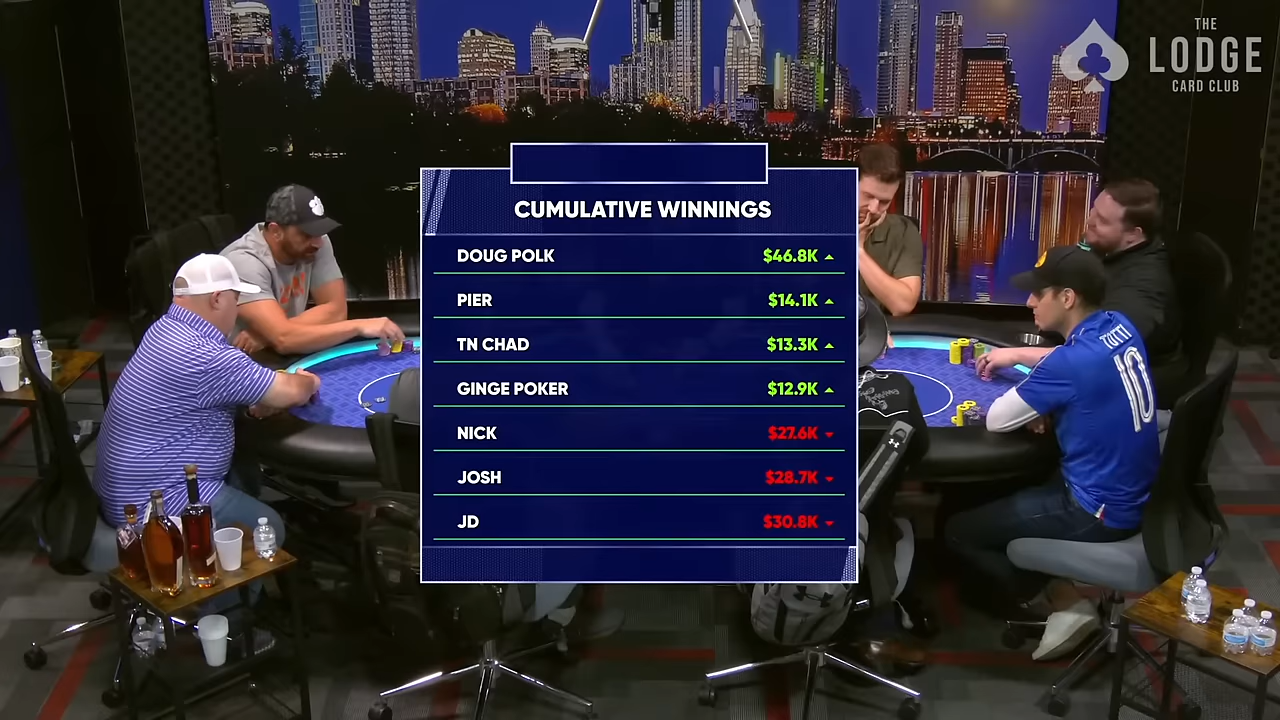 THE
LODGE
CARD CLUB
CUMULATIVE WINNINGS
DOUG POLK $46.8K
PIER $14.1K
TN CHAD $13.3K
GINGE POKER $12.9K
NICK $27.6K
JOSH $28.7K
JD $30.8K
TOTTI
10